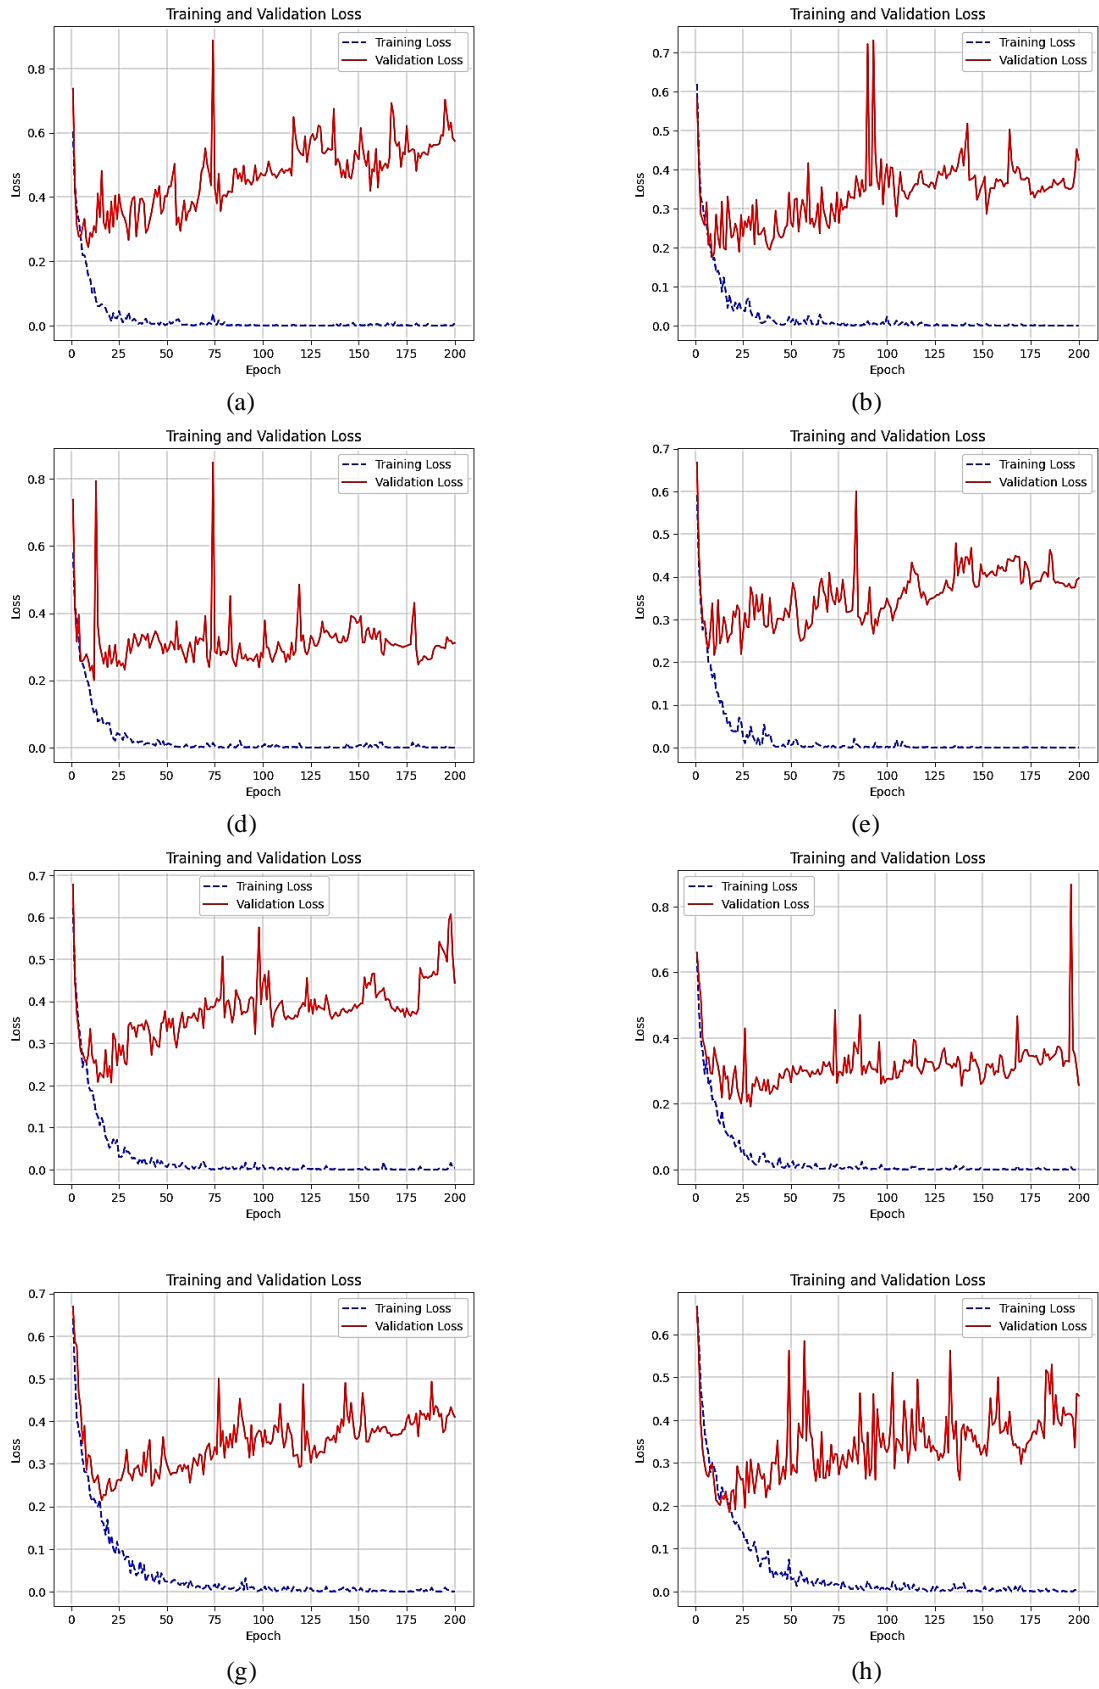 Training and Validation Loss
Training Loss
Validation Loss
0.8
0.6
0.4
0.2
0.0
Loss
0 25 50 75 100 125 150 175 200
Epoch
(a)
Training and Validation Loss
Training Loss
Validation Loss
0.7
0.6
0.5
0.4
0.3
0.2
0.1
0.0
Loss
0 25 50 75 100 125 150 175 200
Epoch
(b)
Training and Validation Loss
Training Loss
Validation Loss
0.8
0.6
0.4
0.2
0.0
Loss
0 25 50 75 100 125 150 175 200
Epoch
(d)
Training and Validation Loss
Training Loss
Validation Loss
0.7
0.6
0.5
0.4
0.3
0.2
0.1
0.0
Loss
0 25 50 75 100 125 150 175 200
Epoch
(e)
Training and Validation Loss
Training Loss
Validation Loss
0.7
0.6
0.5
0.4
0.3
0.2
0.1
0.0
Loss
0 25 50 75 100 125 150 175 200
Epoch
Training and Validation Loss
Training Loss
Validation Loss
0.8
0.6
0.4
0.2
0.0
Loss
0 25 50 75 100 125 150 175 200
Epoch
Training and Validation Loss
Training Loss
Validation Loss
0.7
0.6
0.5
0.4
0.3
0.2
0.1
0.0
Loss
0 25 50 75 100 125 150 175 200
Epoch
(g)
Training and Validation Loss
Training Loss
Validation Loss
0.6
0.5
0.4
0.3
0.2
0.1
0.0
Loss
0 25 50 75 100 125 150 175 200
Epoch
(h)